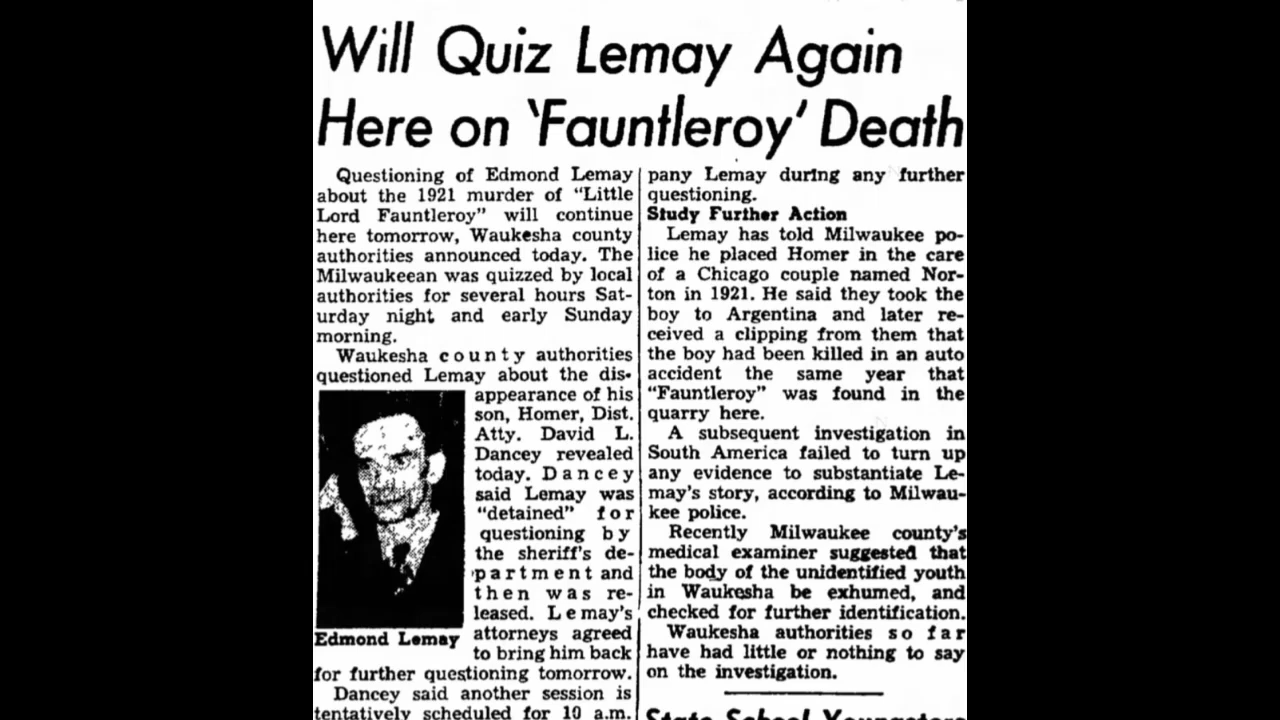 Will Quiz Lemay Again
Here on 'Fauntleroy' Death
Questioning of Edmond Lemay
about the 1921 murder of "Little
Lord Fauntleroy" will continue
here tomorrow, Waukesha county
authorities announced today. The
Milwaukeean was quizzed by local
authorities for several hours Sat-
urday night and early Sunday
morning.
Waukesha county authorities
questioned Lemay about the dis-
appearance of his
son, Homer, Dist.
Atty. David L.
Dancey revealed
today. Dancey
said Lemay was
"detained" for
questioning by
the sheriff's de-
partment and
then was re-
leased. Lemay's
attorneys agreed
to bring him back
Edmond Lemay
for further questioning tomorrow.
Dancey said another session is
tentatively scheduled for 10 a.m.
pany Lemay during any further
questioning.
Study Further Action
Lemay has told Milwaukee po-
lice he placed Homer in the care
of a Chicago couple named Nor-
ton in 1921. He said they took the
boy to Argentina and later re-
ceived a clipping from them that
the boy had been killed in an auto
accident the same year that
"Fauntleroy" was found in the
quarry here.
A subsequent investigation in
South America failed to turn up
any evidence to substantiate Le-
may's story, according to Milwau-
kee police.
Recently Milwaukee county's
medical examiner suggested that
the body of the unidentified youth
in Waukesha be exhumed, and
checked for further identification.
Waukesha authorities so far
have had little or nothing to say
on the investigation.
State School Youngsters